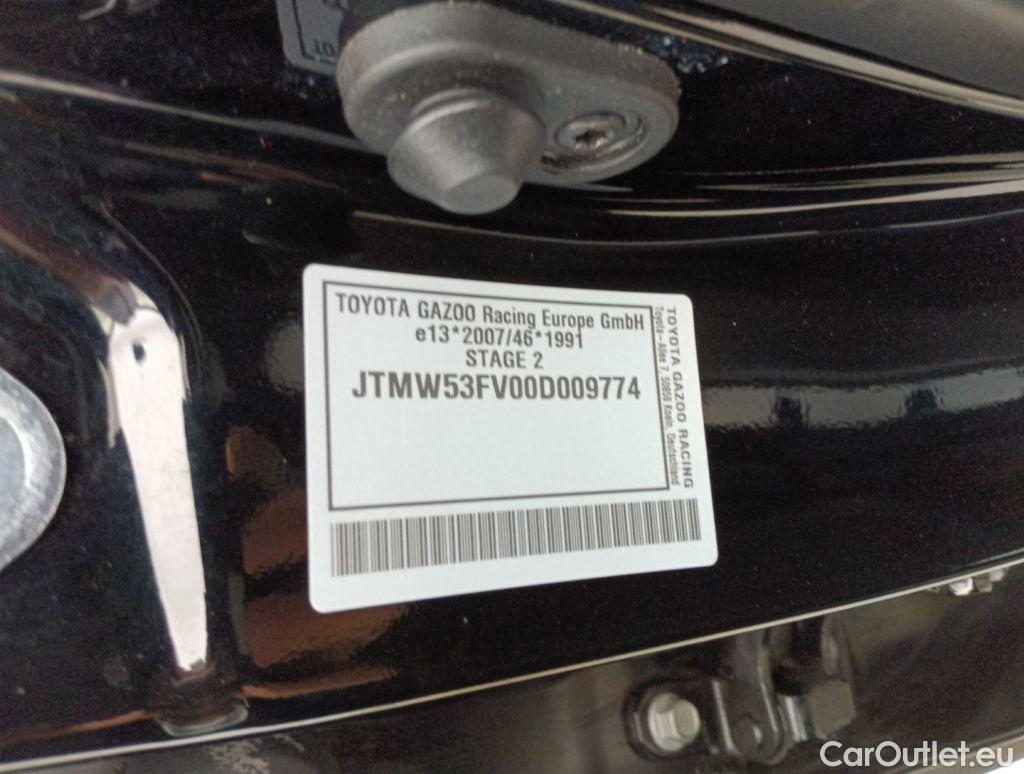 TOYOTA GAZOO Racing Europe GmbH
e13*2007/46*1991
STAGE 2
JTMW53FV00D009774
TOYOTA GAZOO RACING
Toyota-Allee 7, 50858 Koeln, Deutschland
CarOutlet.eu